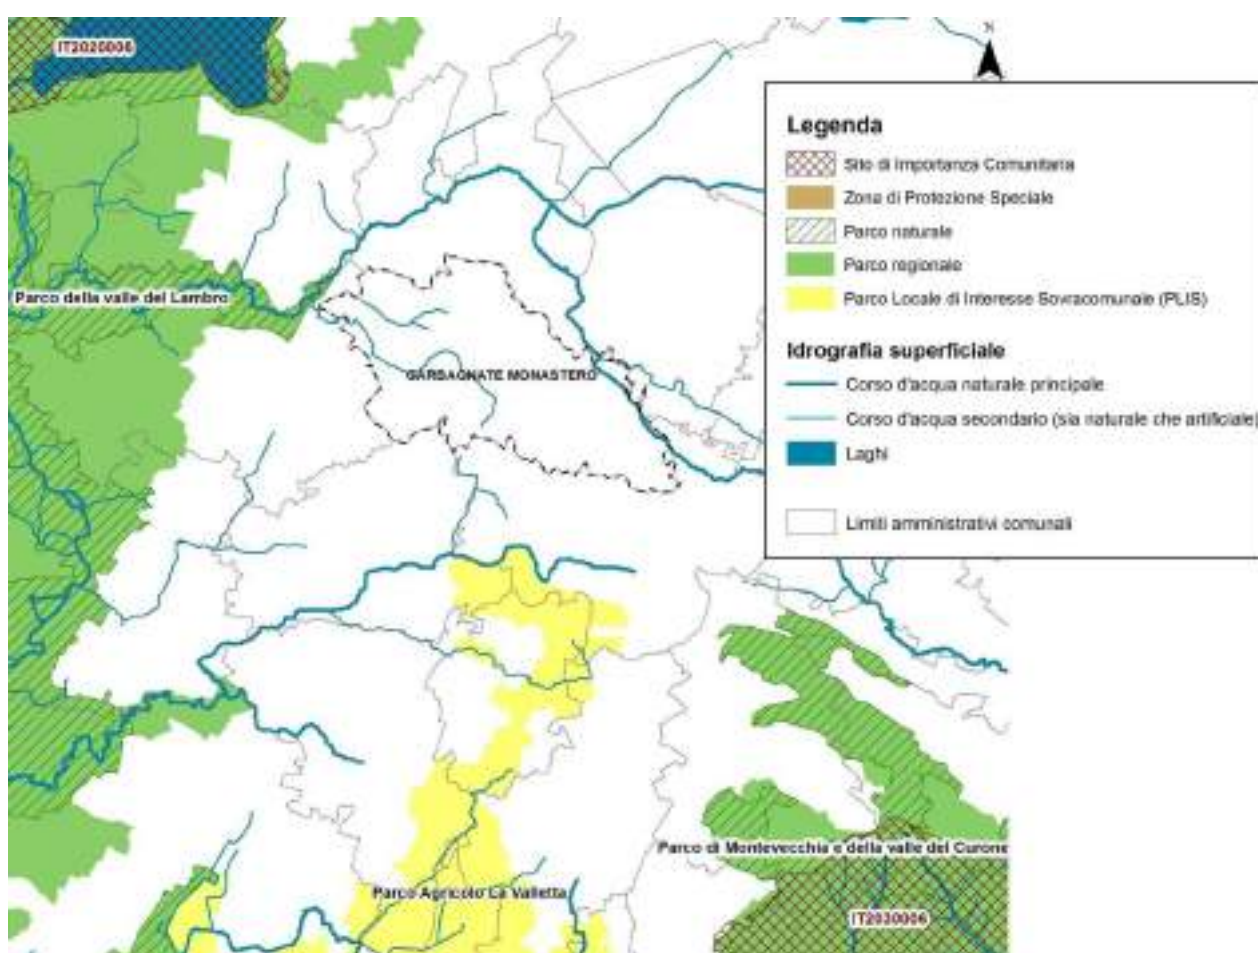 IT2020006
N
Legenda
Sito di Importanza Comunitaria
Zona di Protezione Speciale
Parco naturale
Parco regionale
Parco Locale di Interesse Sovracomunale (PLIS)
Idrografia superficiale
Corso d'acqua naturale principale
Corso d'acqua secondario (sia naturale che artificiale)
Laghi
Limiti amministrativi comunali
Parco della valle del Lambro
GARBAGNATE MONASTERO
Parco di Montevecchia e della valle del Curone
Parco Agricolo La Valletta
IT2030006